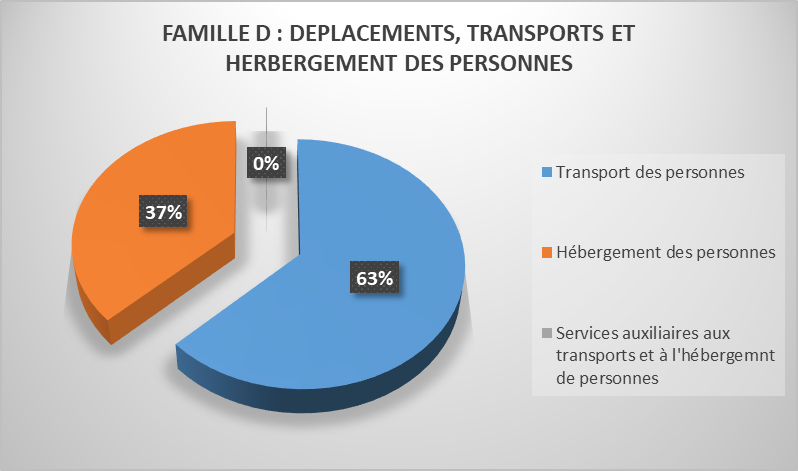 FAMILLE D : DEPLACEMENTS, TRANSPORTS ET
HERBERGEMENT DES PERSONNES
0%
37%
63%
Transport des personnes
Hébergement des personnes
Services auxiliaires aux
transports et à l'hébergemnt
de personnes